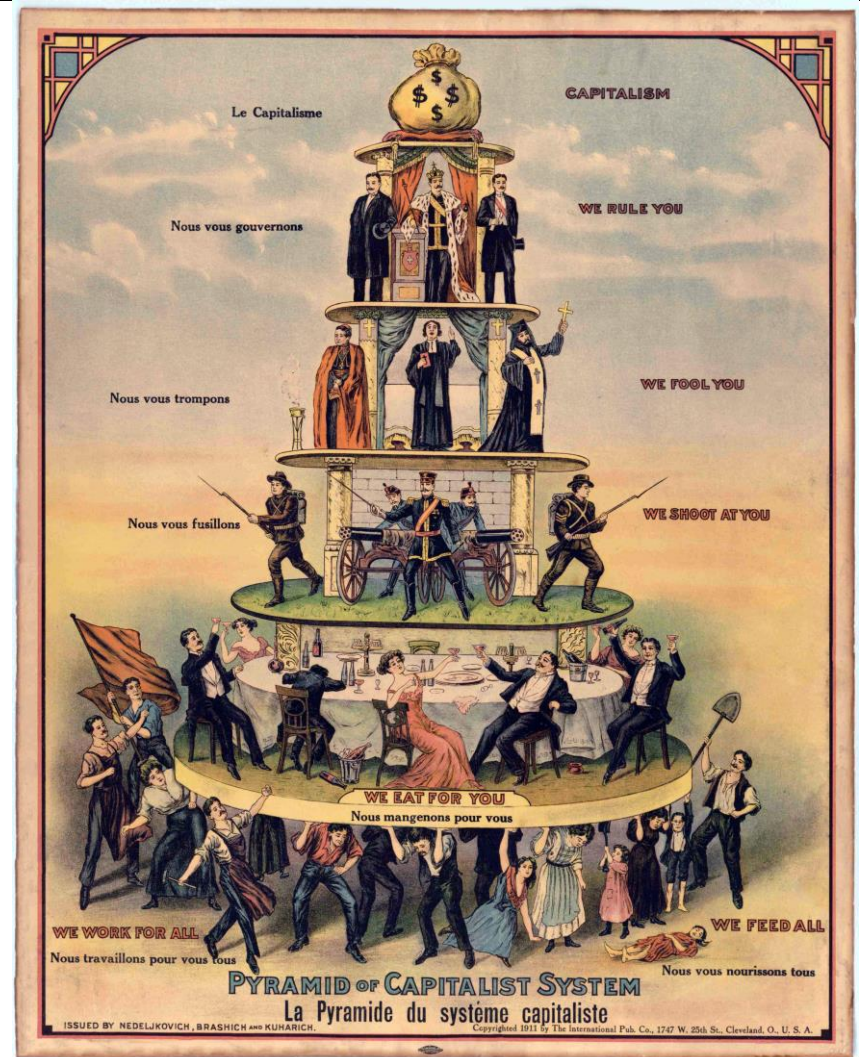 $ $ $ $
CAPITALISM
Le Capitalisme
WE RULE YOU
Nous vous gouvernons
WE FOOL YOU
Nous vous trompons
WE SHOOT AT YOU
Nous vous fusillons
WE EAT FOR YOU
Nous mangenons pour vous
WE WORK FOR ALL
Nous travaillons pour vous tous
WE FEED ALL
Nous vous nourissons tous
PYRAMID OF CAPITALIST SYSTEM
La Pyramide du système capitaliste
ISSUED BY NEDELJKOVICH, BRASHICH AND KUHARICH.
Copyrighted 1911 by The International Pub. Co., 1747 W. 25th St., Cleveland, O., U. S. A.